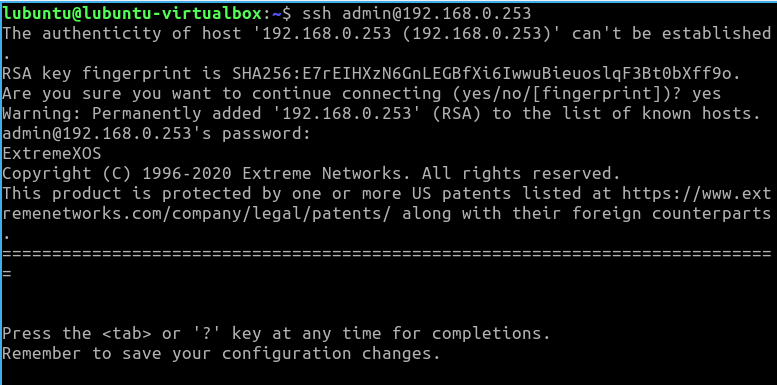 lubuntu@lubuntu-virtualbox:~$ ssh admin@192.168.0.253
The authenticity of host '192.168.0.253 (192.168.0.253)' can't be established
.
RSA key fingerprint is SHA256:E7rEIHXzN6GnLEGBfXi6IwwuBieuoslqF3Bt0bXff9o.
Are you sure you want to continue connecting (yes/no/[fingerprint])? yes
Warning: Permanently added '192.168.0.253' (RSA) to the list of known hosts.
admin@192.168.0.253's password:
ExtremeXOS
Copyright (C) 1996-2020 Extreme Networks. All rights reserved.
This product is protected by one or more US patents listed at https://www.ext
remenetworks.com/company/legal/patents/ along with their foreign counterparts
.
=============================================================================
=
Press the <tab> or '?' key at any time for completions.
Remember to save your configuration changes.